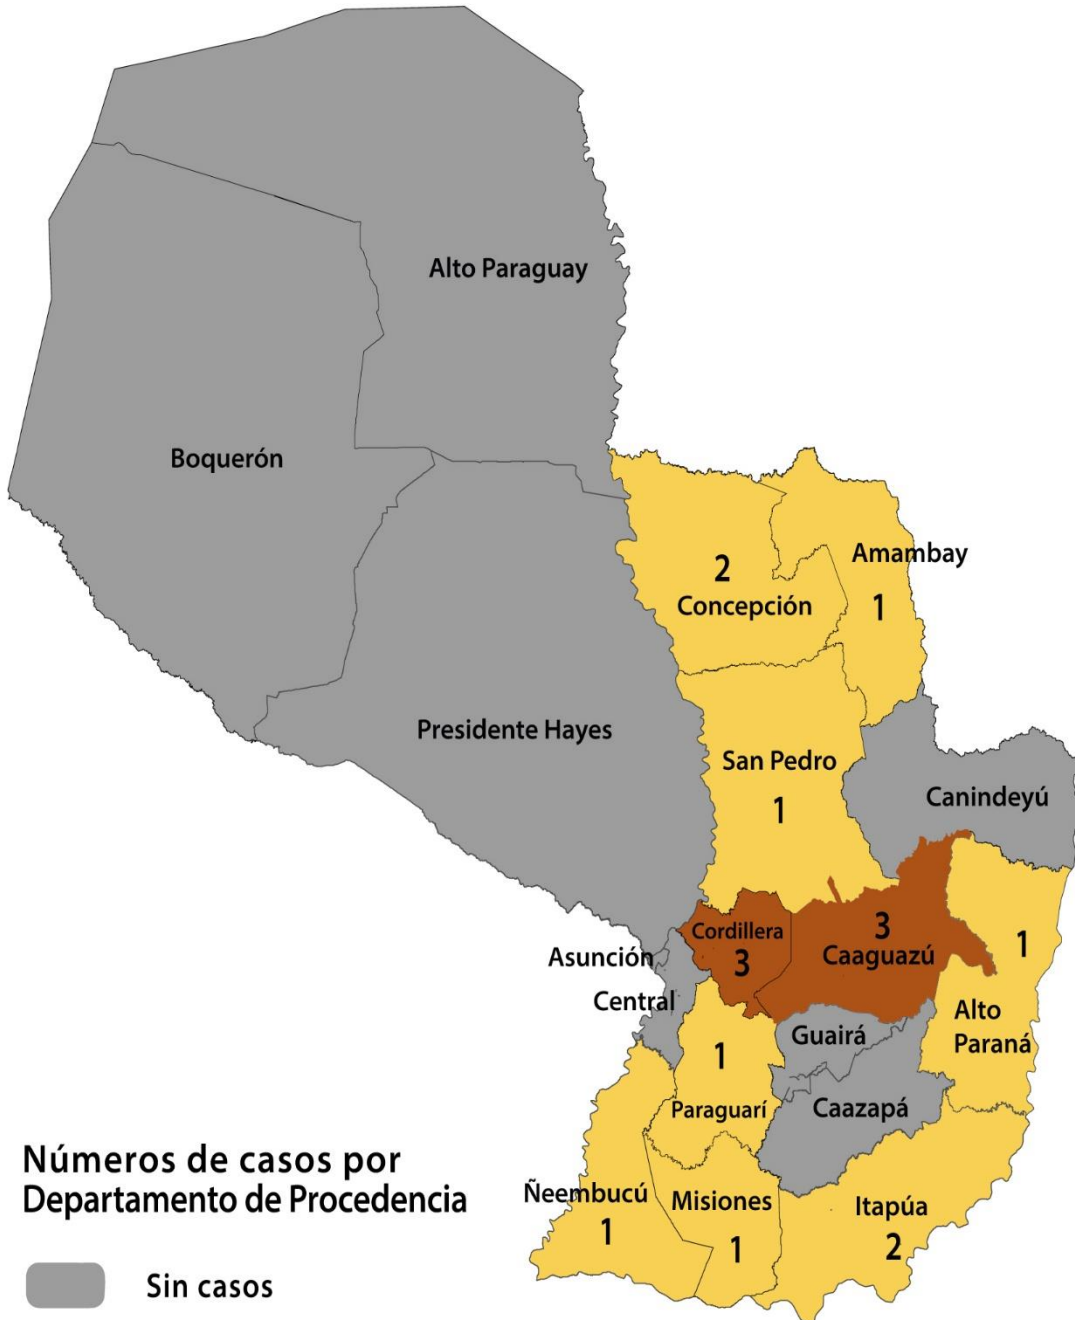 Alto Paraguay
Boquerón
2
Concepción
Amambay
1
Presidente Hayes
San Pedro
1
Canindeyú
Cordillera
3
3
Caaguazú
1
Alto
Paraná
Asunción
Central
Guairá
1
Paraguarí
Caazapá
Ñeembucú
1
Misiones
1
Itapúa
2
Números de casos por
Departamento de Procedencia
Sin casos